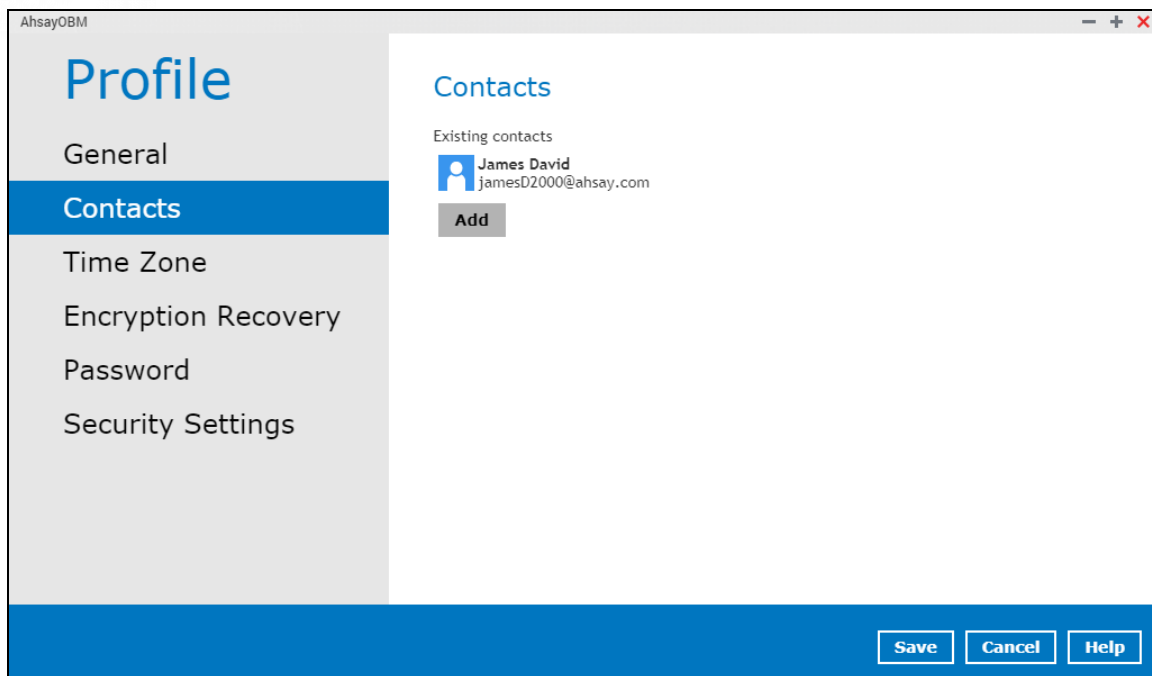 AhsayOBM
Profile
General
Contacts
Time Zone
Encryption Recovery
Password
Security Settings
Contacts
Existing contacts
James David
jamesD2000@ahsay.com
Add
Save
Cancel
Help